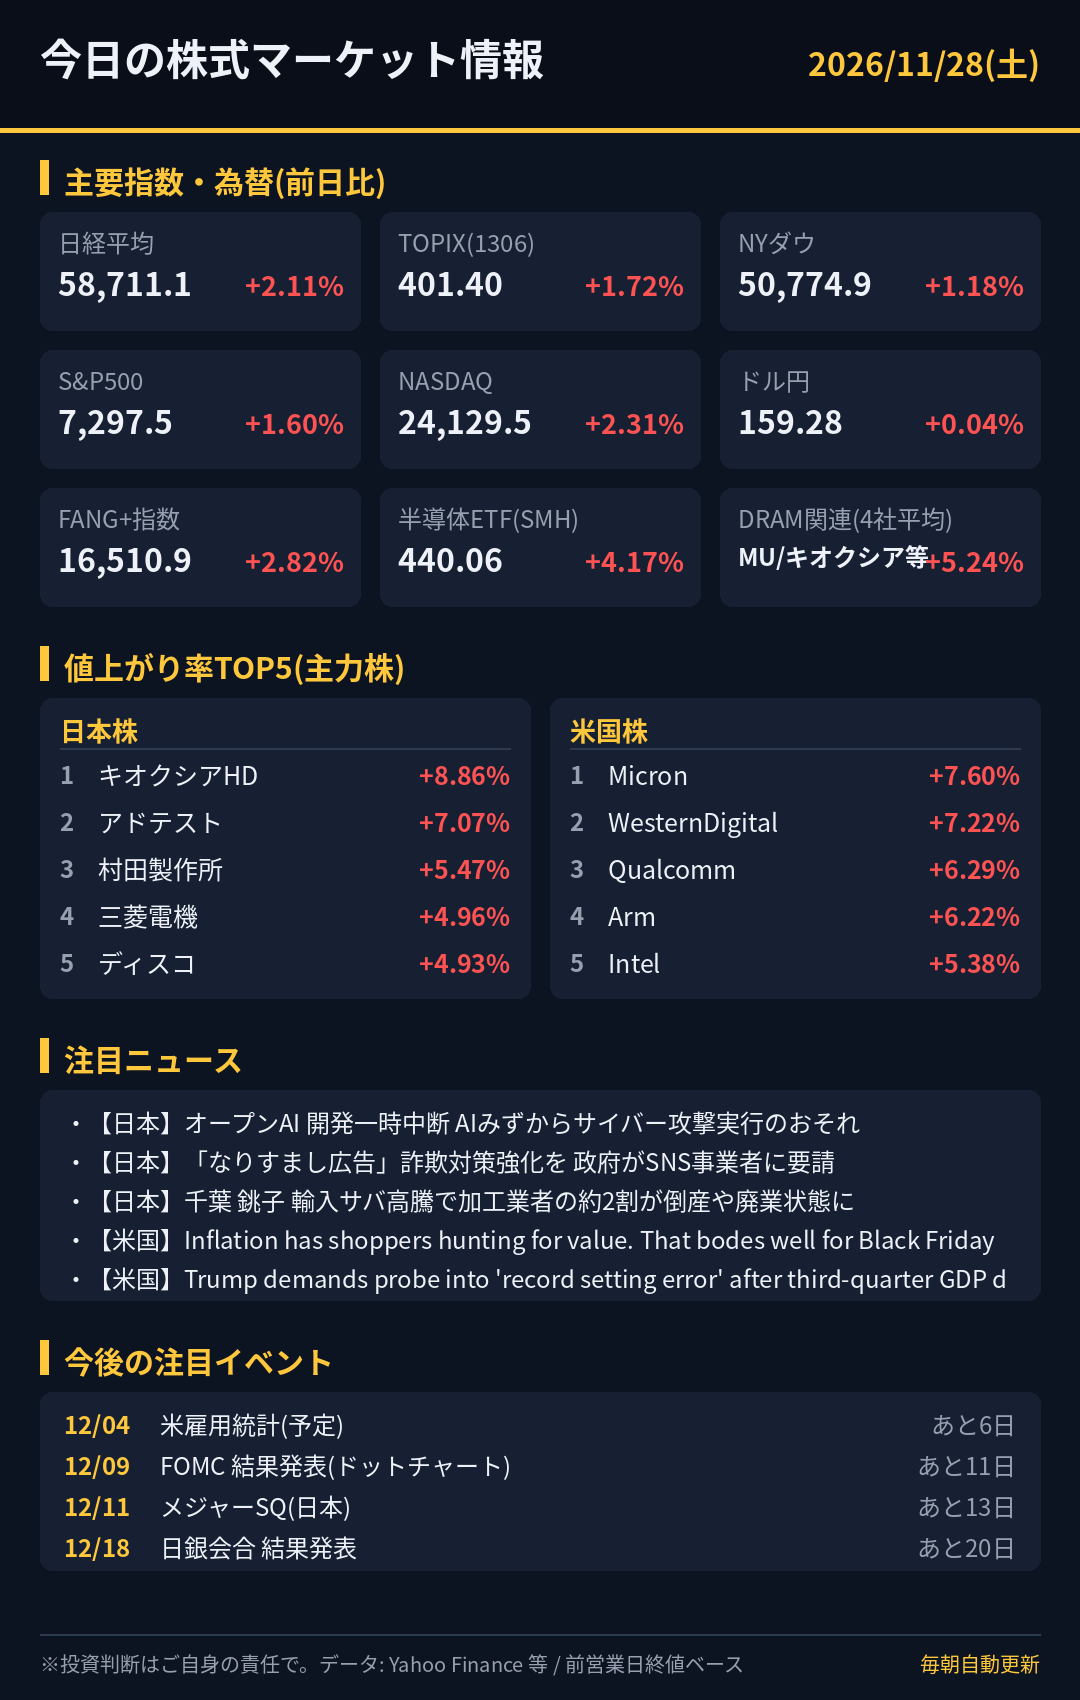 今日の株式マーケット情報
2026/11/28(土)
主要指数・為替(前日比)
日経平均
58,711.1 +2.11%
TOPIX(1306)
401.40 +1.72%
NYダウ
50,774.9 +1.18%
S&P500
7,297.5 +1.60%
NASDAQ
24,129.5 +2.31%
ドル円
159.28 +0.04%
FANG+指数
16,510.9 +2.82%
半導体ETF(SMH)
440.06 +4.17%
DRAM関連(4社平均)
MU/キオクシア等 +5.24%
値上がり率TOP5(主力株)
日本株
1 キオクシアHD +8.86%
2 アドテスト +7.07%
3 村田製作所 +5.47%
4 三菱電機 +4.96%
5 ディスコ +4.93%
米国株
1 Micron +7.60%
2 WesternDigital +7.22%
3 Qualcomm +6.29%
4 Arm +6.22%
5 Intel +5.38%
注目ニュース
・【日本】オープンAI 開発一時中断 AIみずからサイバー攻撃実行のおそれ
・【日本】「なりすまし広告」詐欺対策強化を 政府がSNS事業者に要請
・【日本】千葉 銚子 輸入サバ高騰で加工業者の約2割が倒産や廃業状態に
・【米国】Inflation has shoppers hunting for value. That bodes well for Black Friday
・【米国】Trump demands probe into 'record setting error' after third-quarter GDP d
今後の注目イベント
12/04 米雇用統計(予定) あと6日
12/09 FOMC 結果発表(ドットチャート) あと11日
12/11 メジャーSQ(日本) あと13日
12/18 日銀会合 結果発表 あと20日
※投資判断はご自身の責任で。データ: Yahoo Finance 等 / 前営業日終値ベース
毎朝自動更新